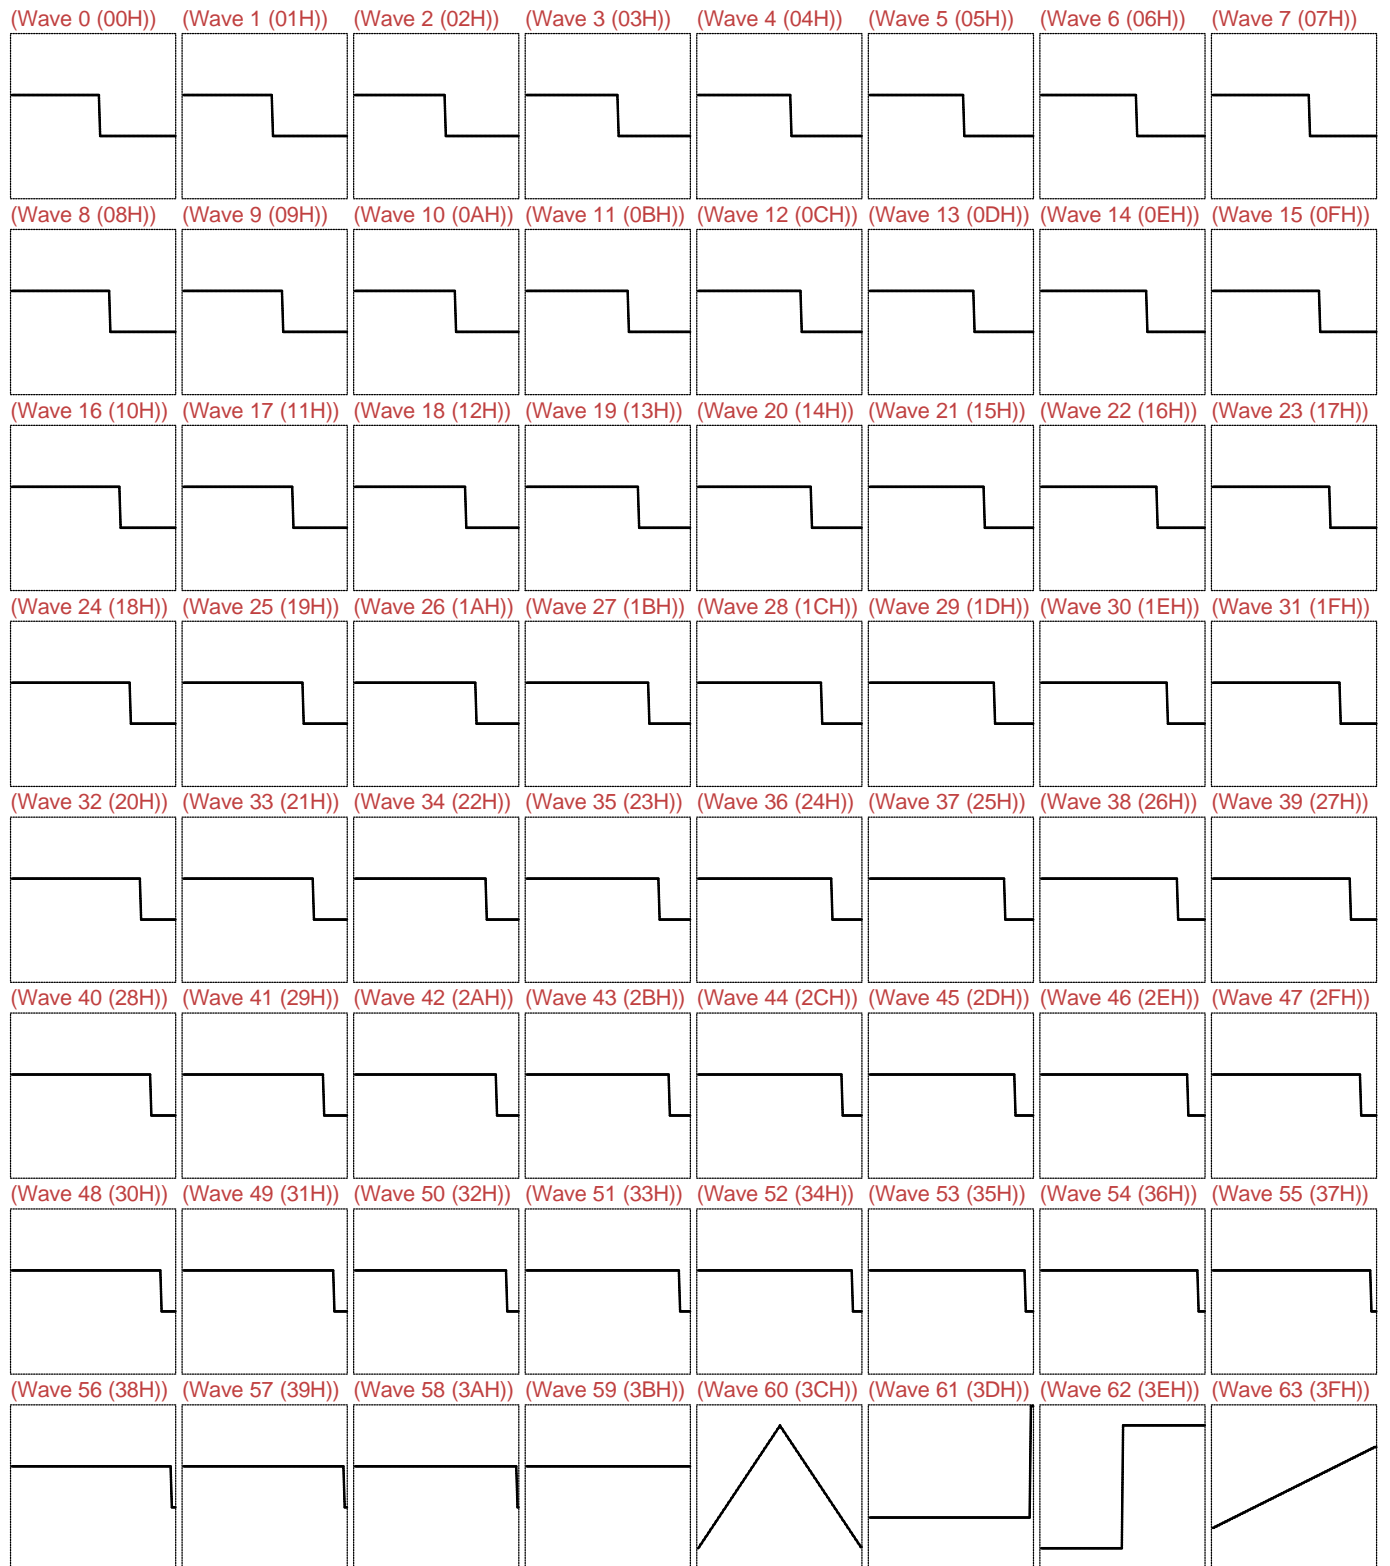 (Wave 0 (00H)) (Wave 1 (01H)) (Wave 2 (02H)) (Wave 3 (03H)) (Wave 4 (04H)) (Wave 5 (05H)) (Wave 6 (06H)) (Wave 7 (07H))
(Wave 8 (08H)) (Wave 9 (09H)) (Wave 10 (0AH)) (Wave 11 (0BH)) (Wave 12 (0CH)) (Wave 13 (0DH)) (Wave 14 (0EH)) (Wave 15 (0FH))
(Wave 16 (10H)) (Wave 17 (11H)) (Wave 18 (12H)) (Wave 19 (13H)) (Wave 20 (14H)) (Wave 21 (15H)) (Wave 22 (16H)) (Wave 23 (17H))
(Wave 24 (18H)) (Wave 25 (19H)) (Wave 26 (1AH)) (Wave 27 (1BH)) (Wave 28 (1CH)) (Wave 29 (1DH)) (Wave 30 (1EH)) (Wave 31 (1FH))
(Wave 32 (20H)) (Wave 33 (21H)) (Wave 34 (22H)) (Wave 35 (23H)) (Wave 36 (24H)) (Wave 37 (25H)) (Wave 38 (26H)) (Wave 39 (27H))
(Wave 40 (28H)) (Wave 41 (29H)) (Wave 42 (2AH)) (Wave 43 (2BH)) (Wave 44 (2CH)) (Wave 45 (2DH)) (Wave 46 (2EH)) (Wave 47 (2FH))
(Wave 48 (30H)) (Wave 49 (31H)) (Wave 50 (32H)) (Wave 51 (33H)) (Wave 52 (34H)) (Wave 53 (35H)) (Wave 54 (36H)) (Wave 55 (37H))
(Wave 56 (38H)) (Wave 57 (39H)) (Wave 58 (3AH)) (Wave 59 (3BH)) (Wave 60 (3CH)) (Wave 61 (3DH)) (Wave 62 (3EH)) (Wave 63 (3FH))